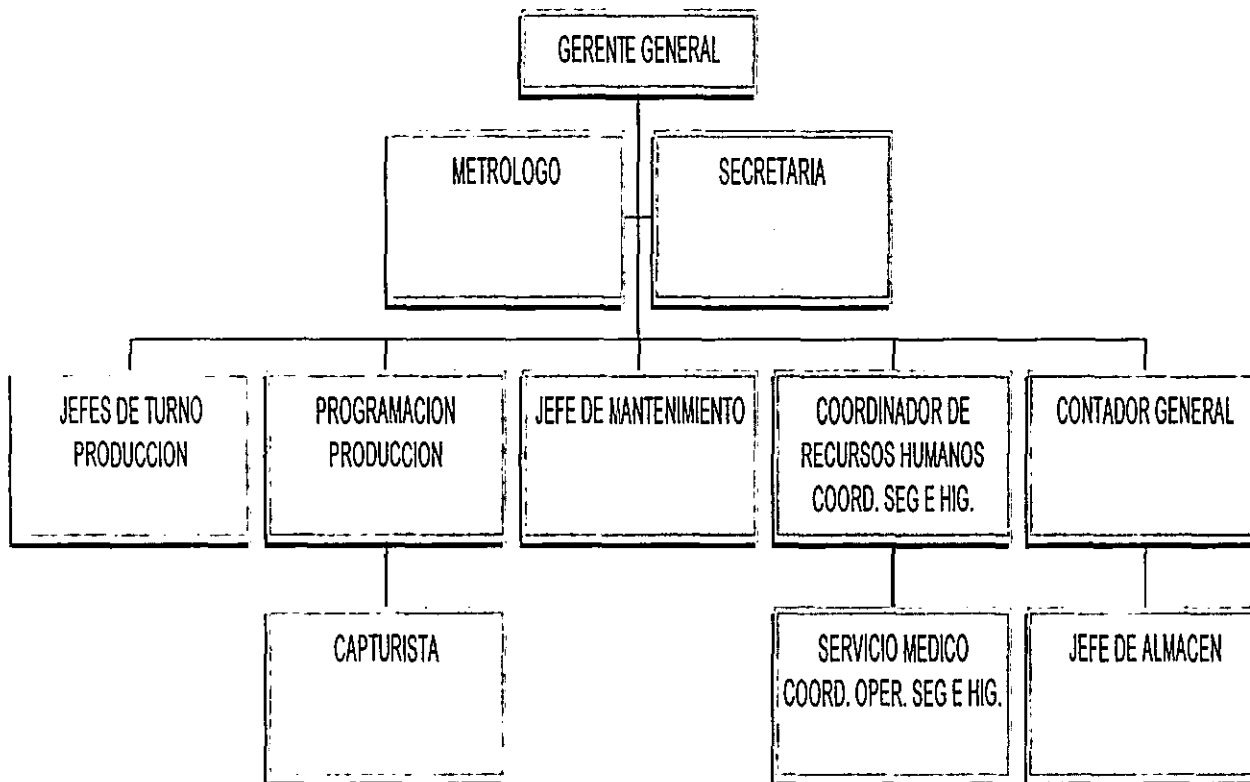 GERENTE GENERAL
METROLOGO
SECRETARIA
JEFES DE TURNO
PRODUCCION
PROGRAMACION
PRODUCCION
JEFE DE MANTENIMIENTO
COORDINADOR DE
RECURSOS HUMANOS
COORD. SEG E HIG.
CONTADOR GENERAL
CAPTURISTA
SERVICIO MEDICO
COORD. OPER. SEG E HIG.
JEFE DE ALMACEN